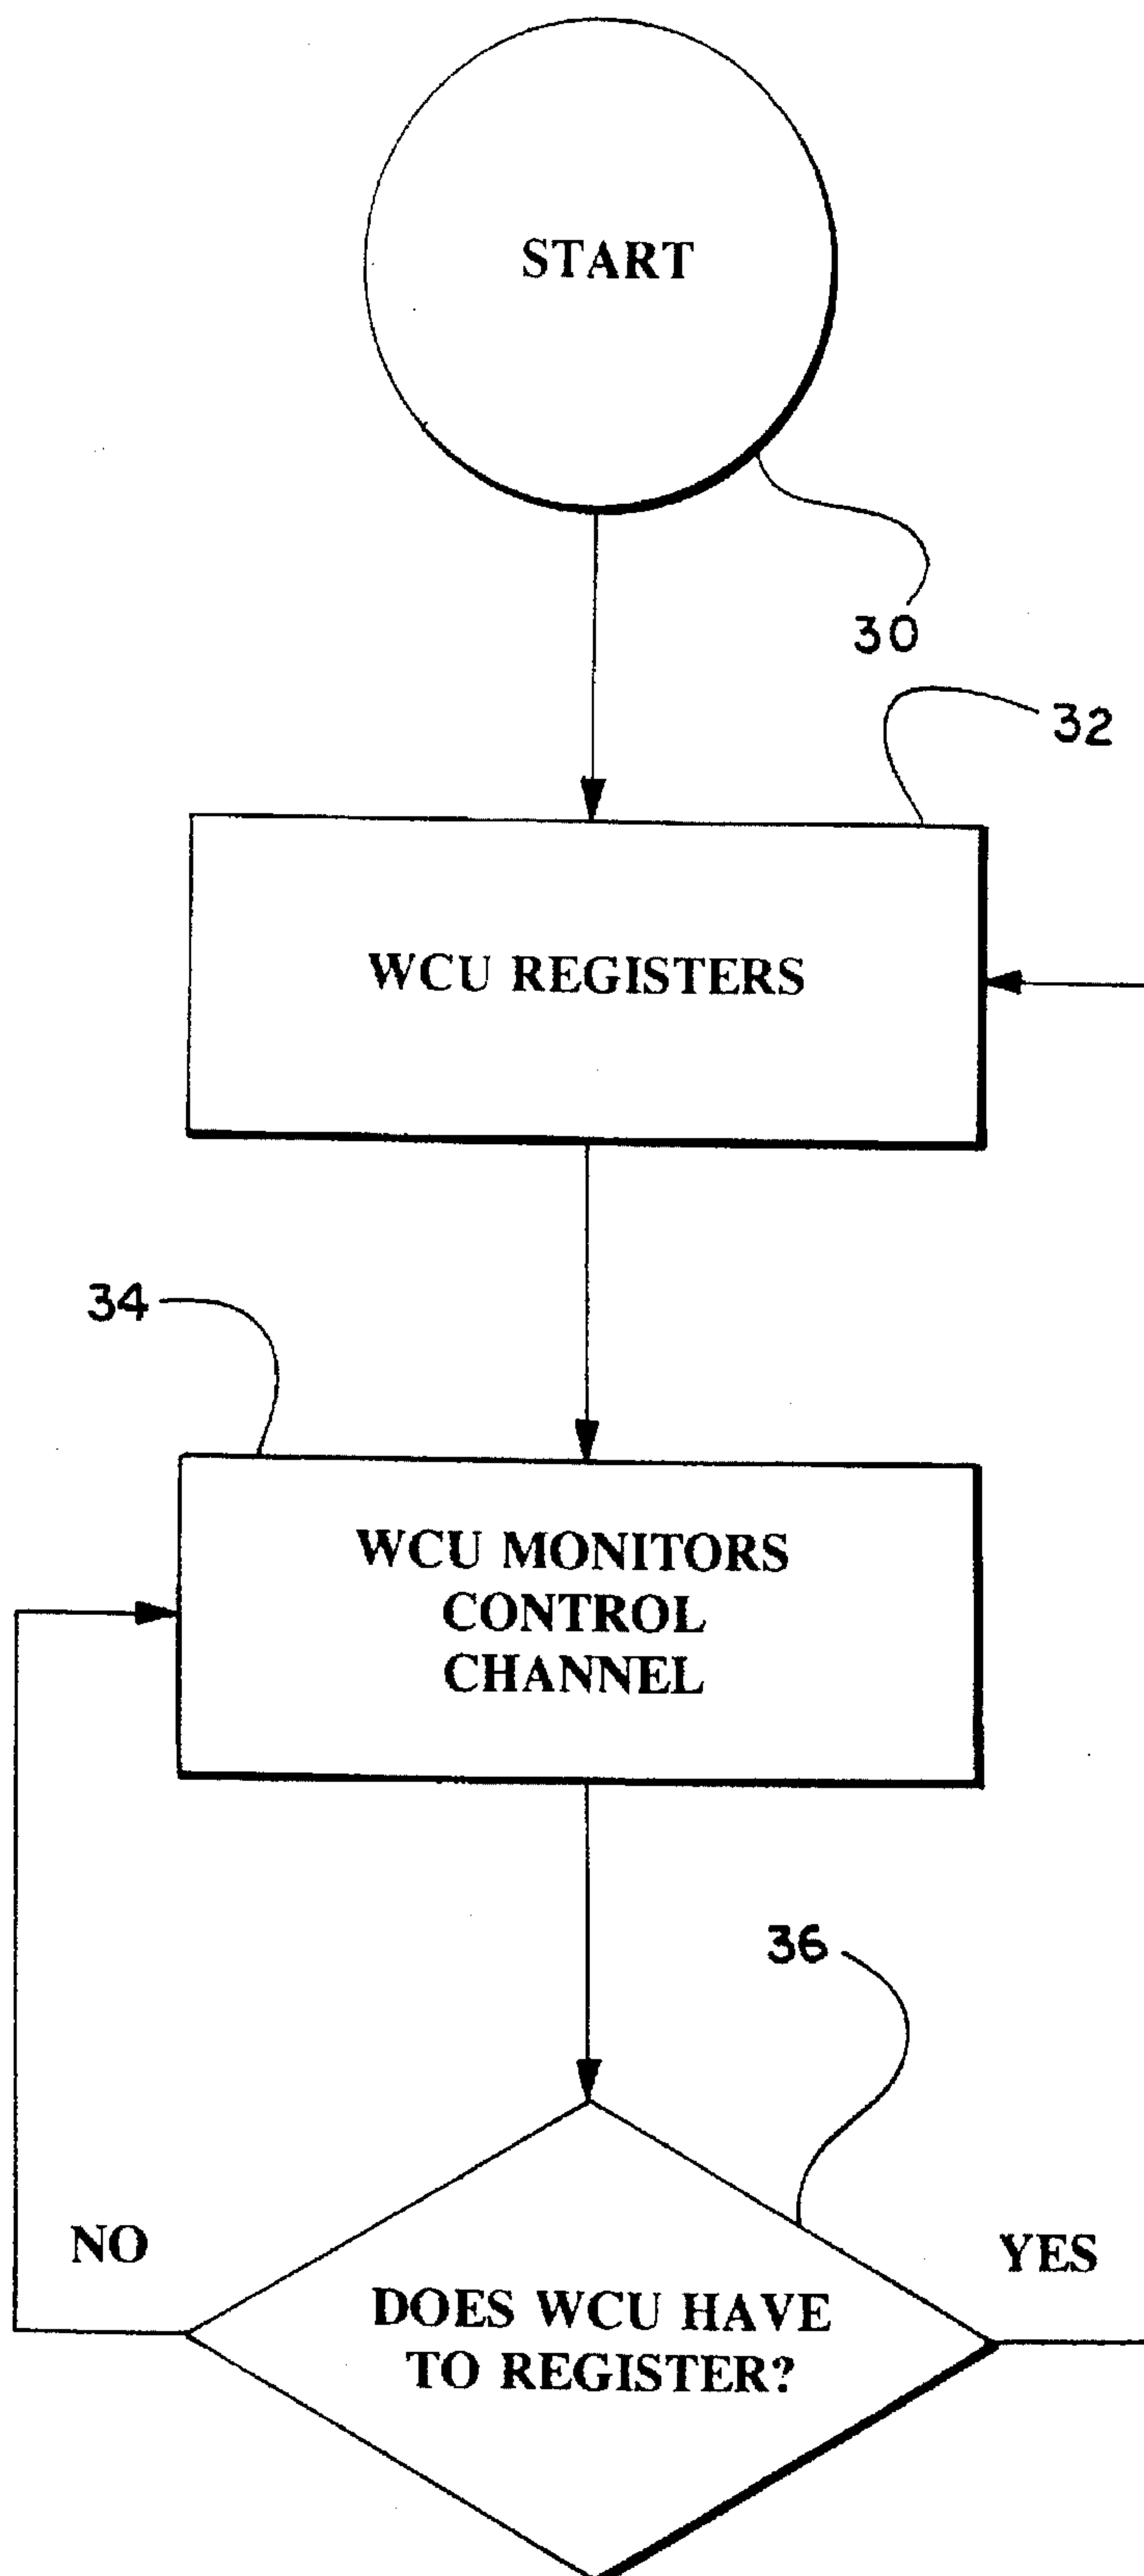 START
30
32
WCU REGISTERS
34
WCU MONITORS
CONTROL
CHANNEL
36
NO
YES
DOES WCU HAVE
TO REGISTER?